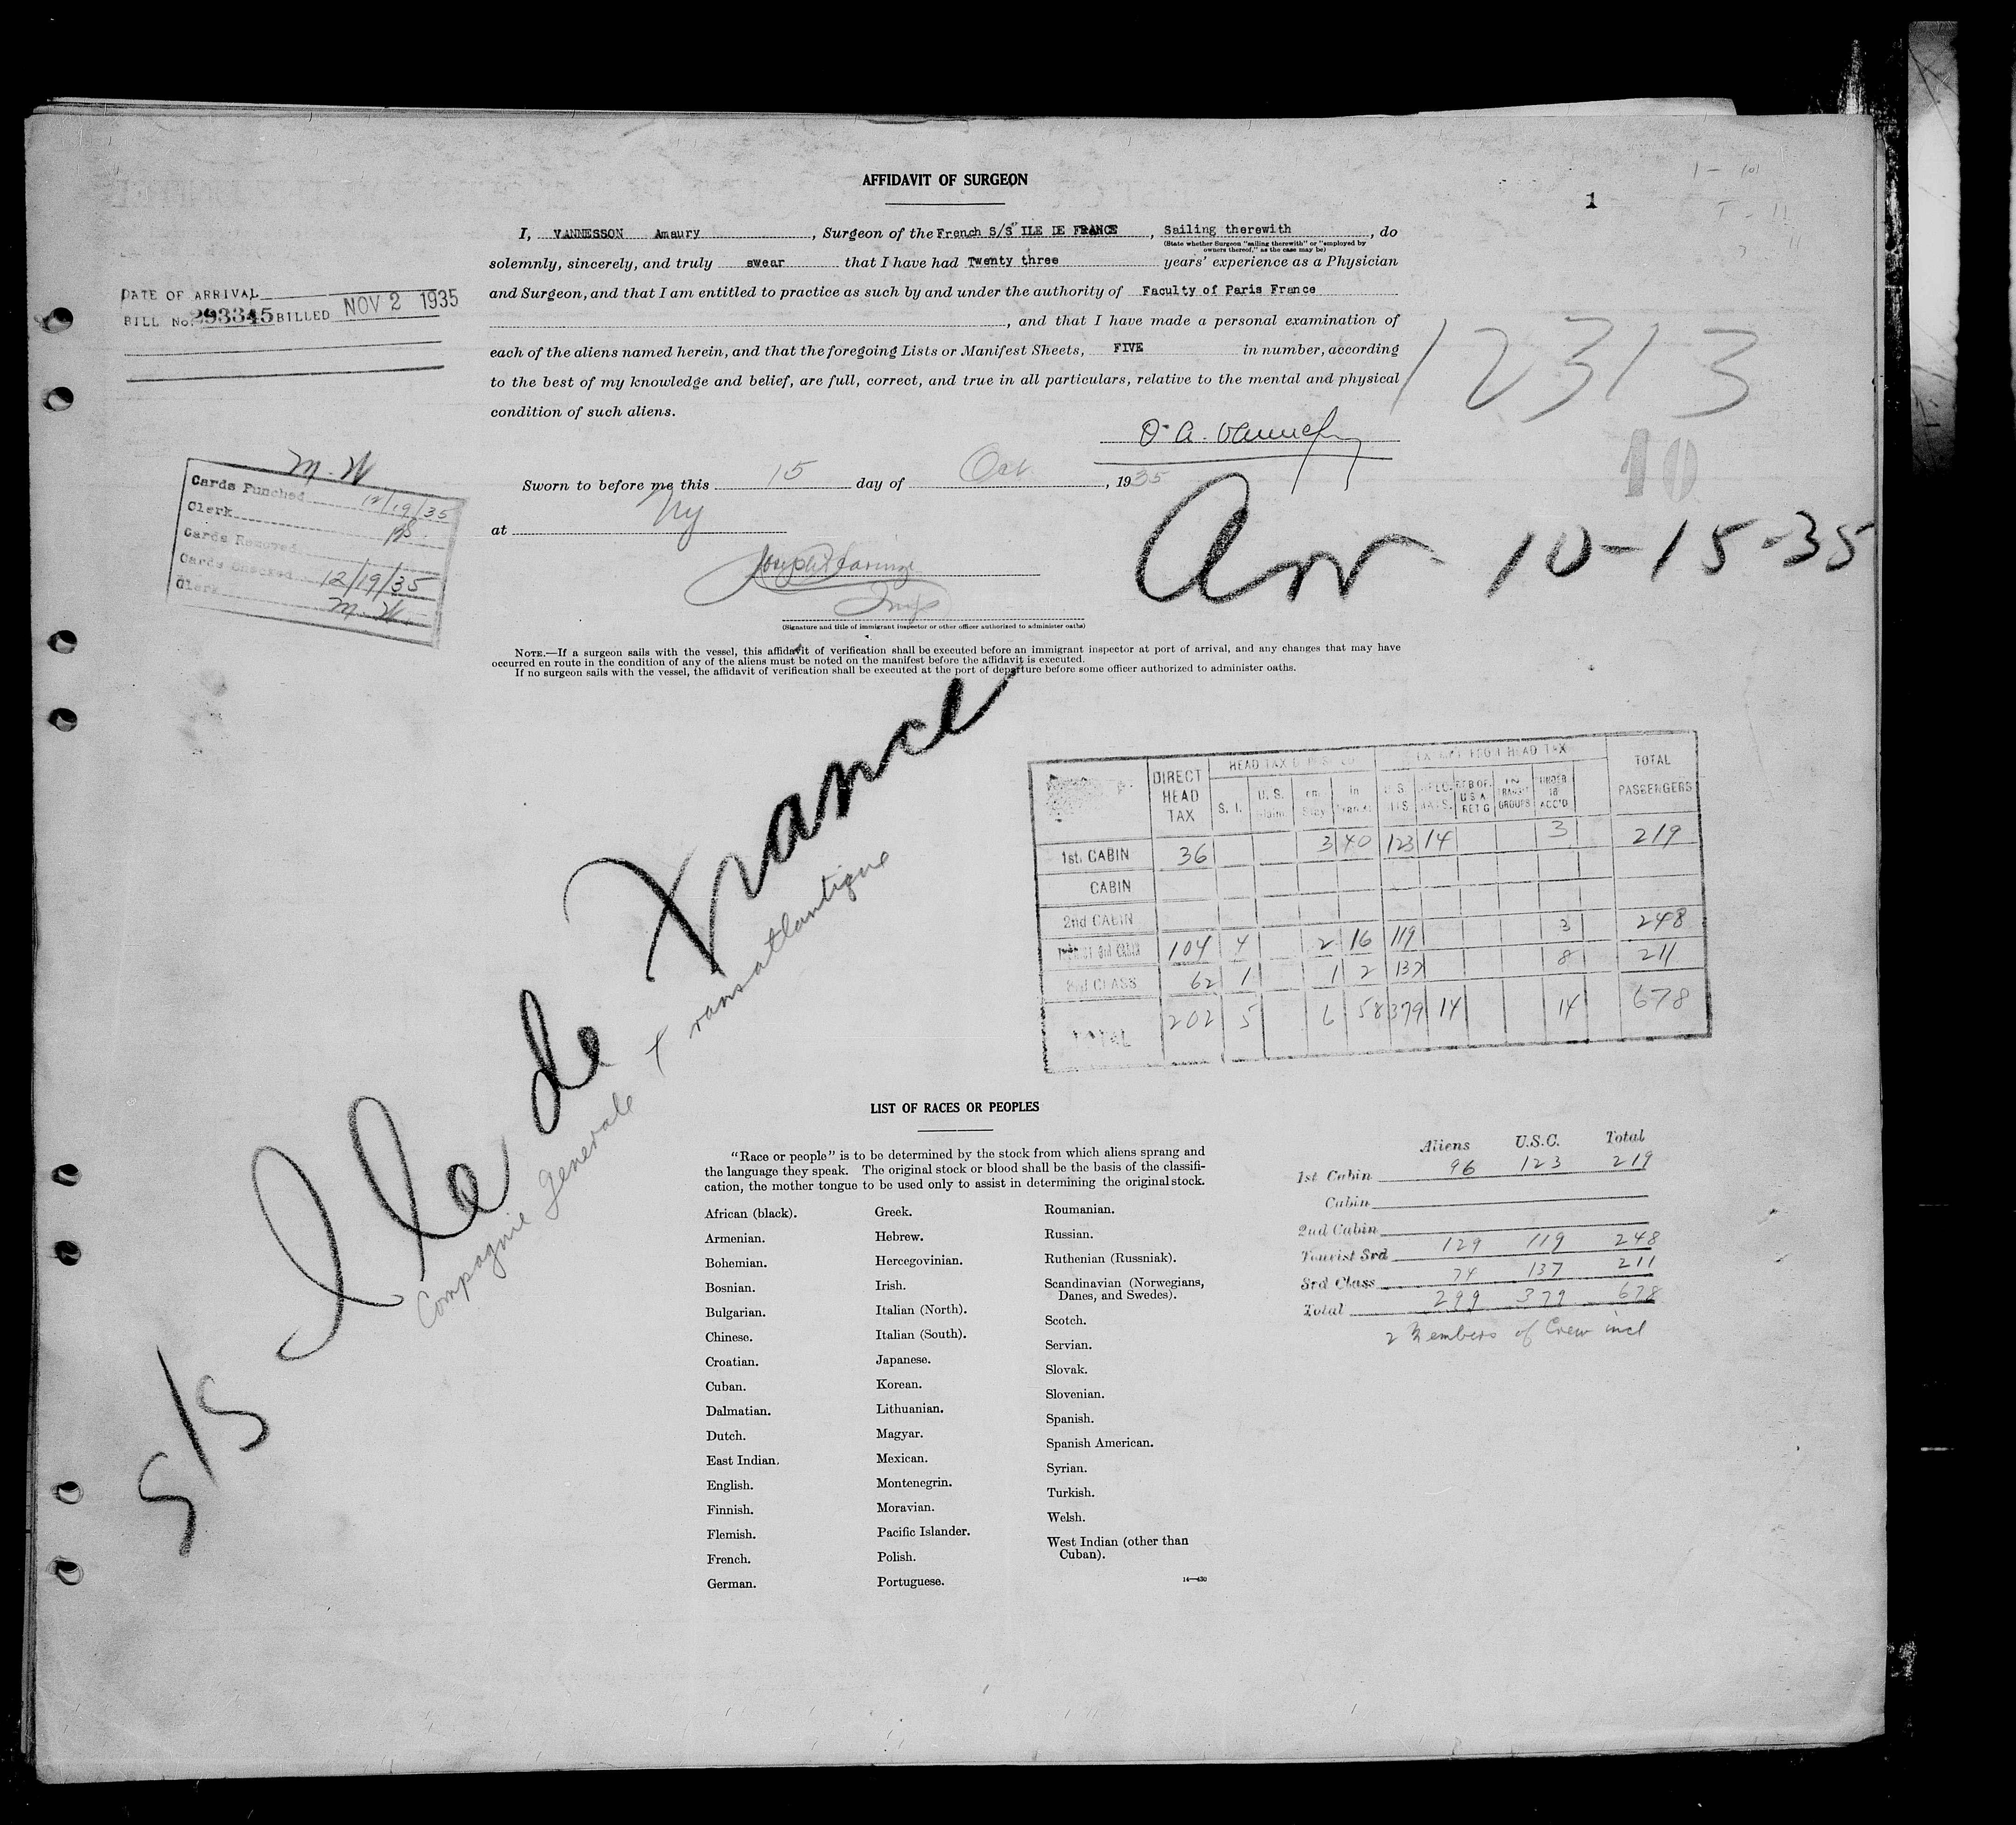 AFFIDAVIT OF SURGEON
1
I, VANNESSON Amaury, Surgeon of the French S/S ILE DE FRANCE, Sailing therewith, do
(State whether Surgeon "sailing therewith" or "employed by owners thereof," as the case may be)
solemnly, sincerely, and truly swear that I have had Twenty three years' experience as a Physician
and Surgeon, and that I am entitled to practice as such by and under the authority of Faculty of Paris France
, and that I have made a personal examination of
each of the aliens named herein, and that the foregoing Lists or Manifest Sheets, FIVE in number, according
to the best of my knowledge and belief, are full, correct, and true in all particulars, relative to the mental and physical
condition of such aliens.
DATE OF ARRIVAL
BILL No. 293345 BILLED NOV 2 1935
12313
10
Sworn to before me this 15 day of Oct, 1935
at Ny
(Signature and title of immigrant inspector or other officer authorized to administer oaths)
Arr - 10-15-35
M. W
Cards Punched 12/19/35
Clerk
Cards Removed
Cards Checked 12/19/35
Clerk M. W.
NOTE.—If a surgeon sails with the vessel, this affidavit of verification shall be executed before an immigrant inspector at port of arrival, and any changes that may have
occurred en route in the condition of any of the aliens must be noted on the manifest before the affidavit is executed.
If no surgeon sails with the vessel, the affidavit of verification shall be executed at the port of departure before some officer authorized to administer oaths.
S/S Ile de France
Compagnie Generale Transatlantique
DIRECT HEAD TAX
S. I.
U. S.
In
UNDER 16 ACC'D
TRANSIT GROUPS
HEAD TAX
TOTAL PASSENGERS
1st. CABIN 36 3 40 123 14 3 219
CABIN
2nd CABIN
104 4 2 16 119 3 248
3rd CLASS 62 1 1 2 137 8 211
TOTAL 202 5 6 58 379 14 14 678
LIST OF RACES OR PEOPLES
"Race or people" is to be determined by the stock from which aliens sprang and
the language they speak. The original stock or blood shall be the basis of the classifi-
cation, the mother tongue to be used only to assist in determining the original stock.
African (black).
Armenian.
Bohemian.
Bosnian.
Bulgarian.
Chinese.
Croatian.
Cuban.
Dalmatian.
Dutch.
East Indian.
English.
Finnish.
Flemish.
French.
German.
Greek.
Hebrew.
Hercegovinian.
Irish.
Italian (North).
Italian (South).
Japanese.
Korean.
Lithuanian.
Magyar.
Mexican.
Montenegrin.
Moravian.
Pacific Islander.
Polish.
Portuguese.
Roumanian.
Russian.
Ruthenian (Russniak).
Scandinavian (Norwegians,
Danes, and Swedes).
Scotch.
Servian.
Slovak.
Slovenian.
Spanish.
Spanish American.
Syrian.
Turkish.
Welsh.
West Indian (other than
Cuban).
14—430
Aliens U.S.C. Total
1st Cabin 96 123 219
Cabin
2nd Cabin
Tourist 3rd 129 119 248
3rd Class 74 137 211
Total 299 379 678
2 Members of Crew incl